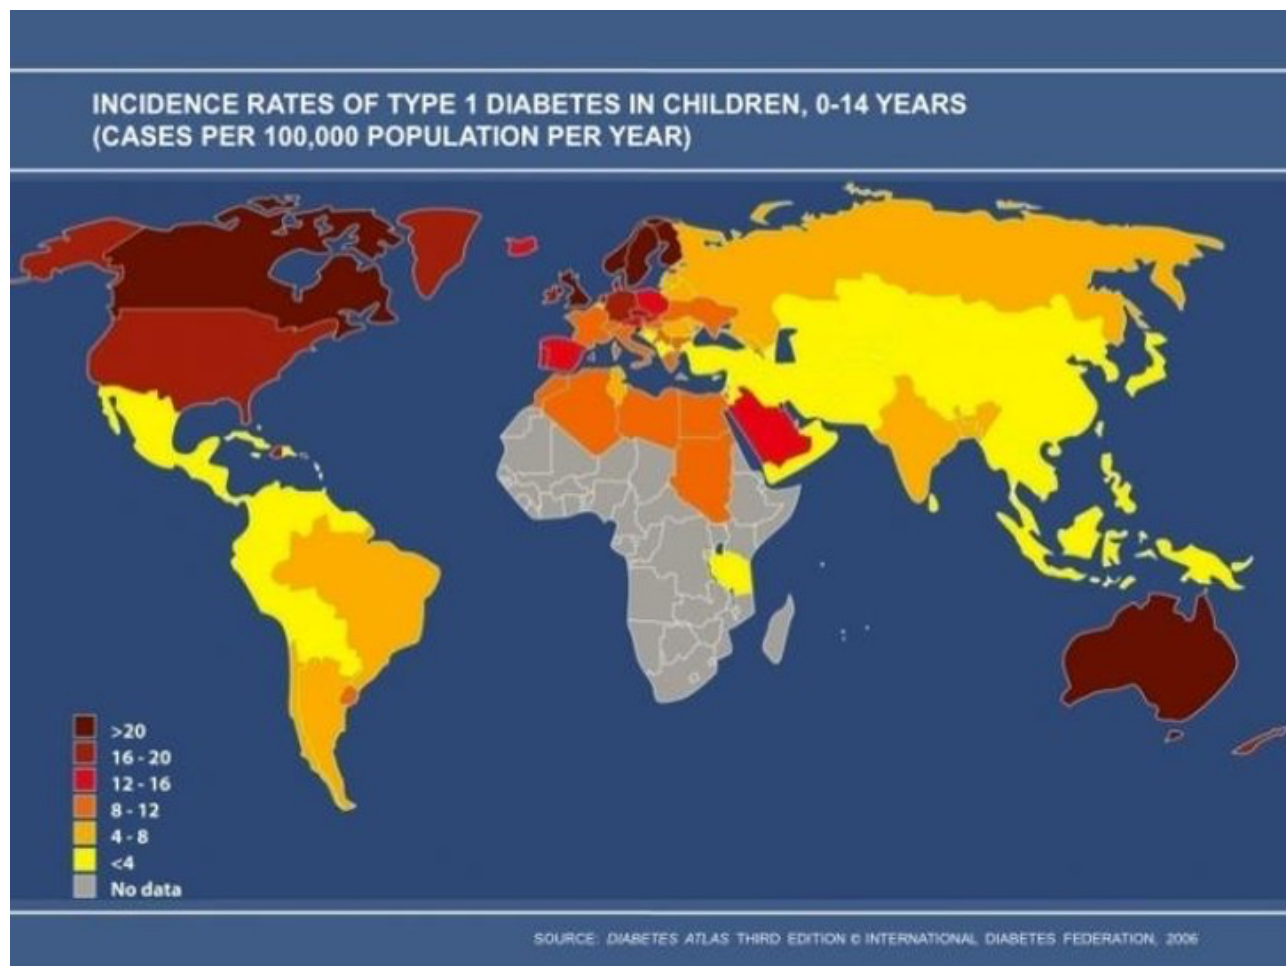 INCIDENCE RATES OF TYPE 1 DIABETES IN CHILDREN, 0-14 YEARS
(CASES PER 100,000 POPULATION PER YEAR)
>20
16 - 20
12 - 16
8 - 12
4 - 8
<4
No data
SOURCE: DIABETES ATLAS THIRD EDITION © INTERNATIONAL DIABETES FEDERATION, 2006